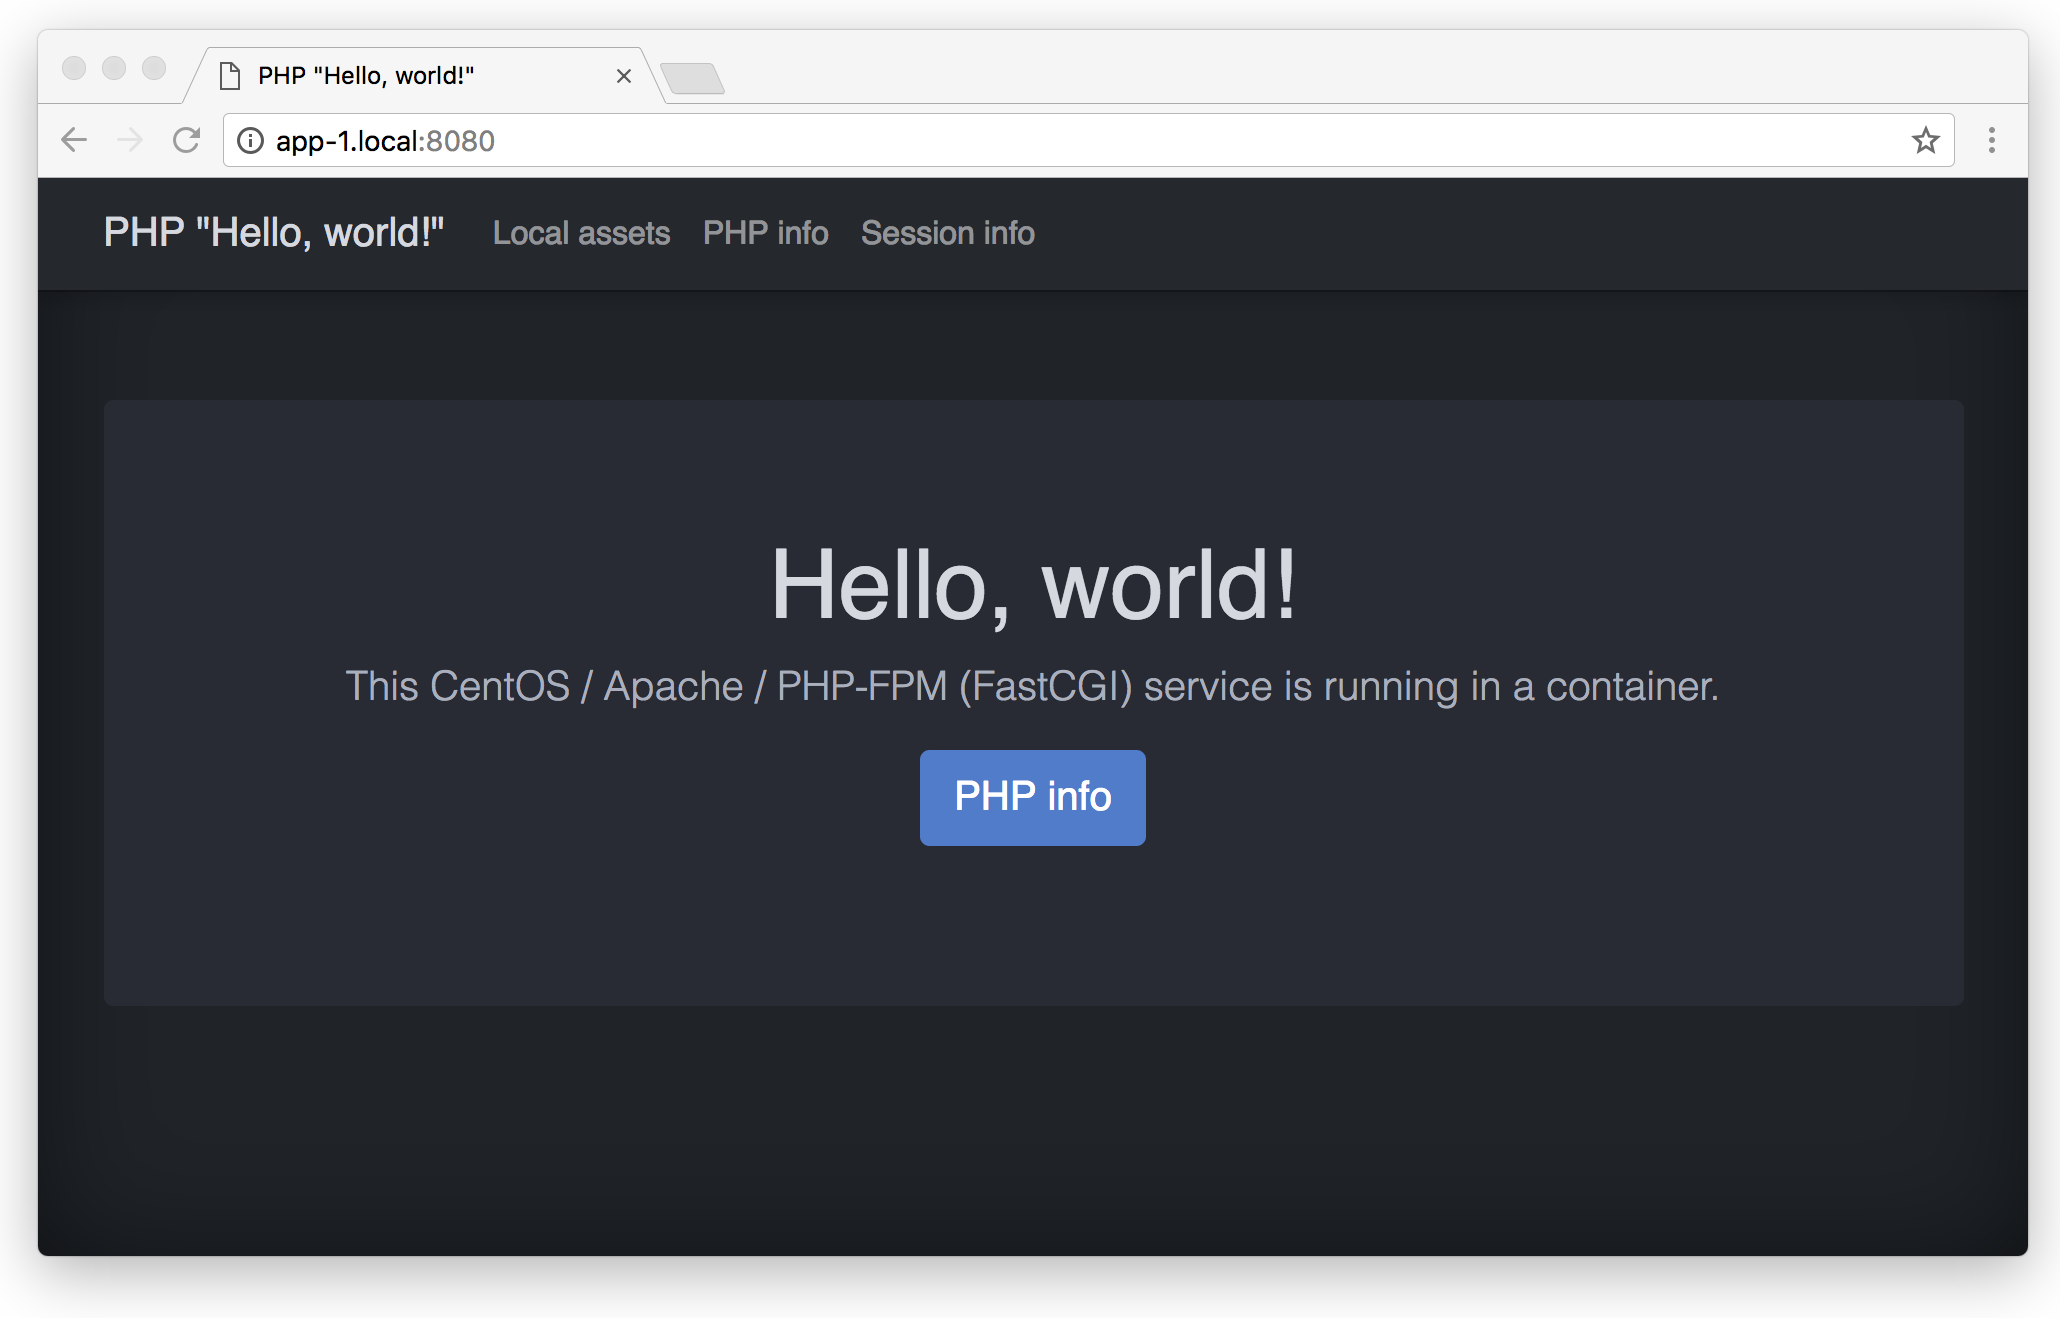 PHP "Hello, world!"
app-1.local:8080
PHP "Hello, world!" Local assets PHP info Session info
Hello, world!
This CentOS / Apache / PHP-FPM (FastCGI) service is running in a container.
PHP info